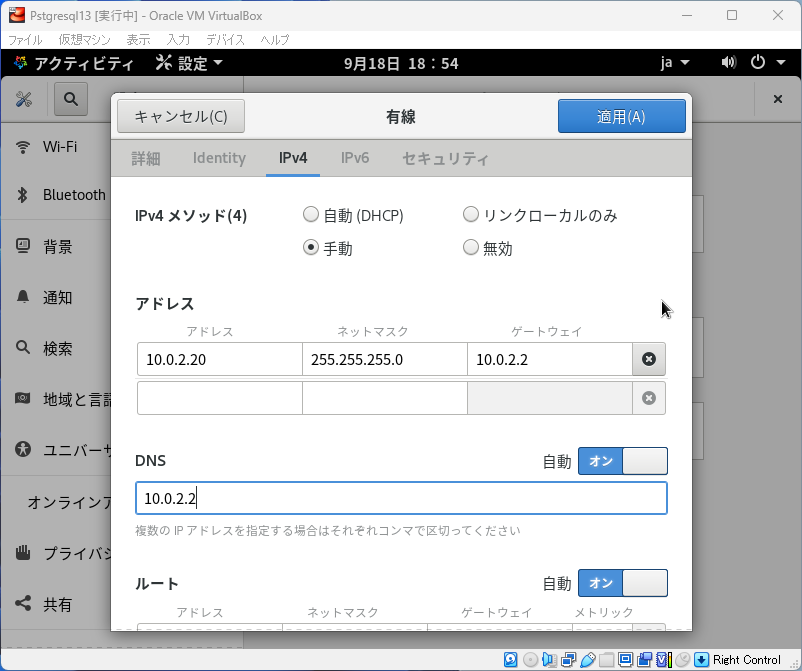 Pstgresql13 [実行中] - Oracle VM VirtualBox
ファイル 仮想マシン 表示 入力 デバイス ヘルプ
アクティビティ 設定 9月18日 18：54 ja
キャンセル(C) 有線 適用(A)
詳細 Identity IPv4 IPv6 セキュリティ
Wi-Fi
Bluetooth
背景
通知
検索
地域と言語
ユニバーサ
オンラインア
プライバシ
共有
IPv4 メソッド(4) 自動 (DHCP) リンクローカルのみ
手動 無効
アドレス
アドレス ネットマスク ゲートウェイ
10.0.2.20 255.255.255.0 10.0.2.2
DNS 自動 オン
10.0.2.2
複数の IP アドレスを指定する場合はそれぞれコンマで区切ってください
ルート 自動 オン
アドレス ネットマスク ゲートウェイ メトリック
Right Control